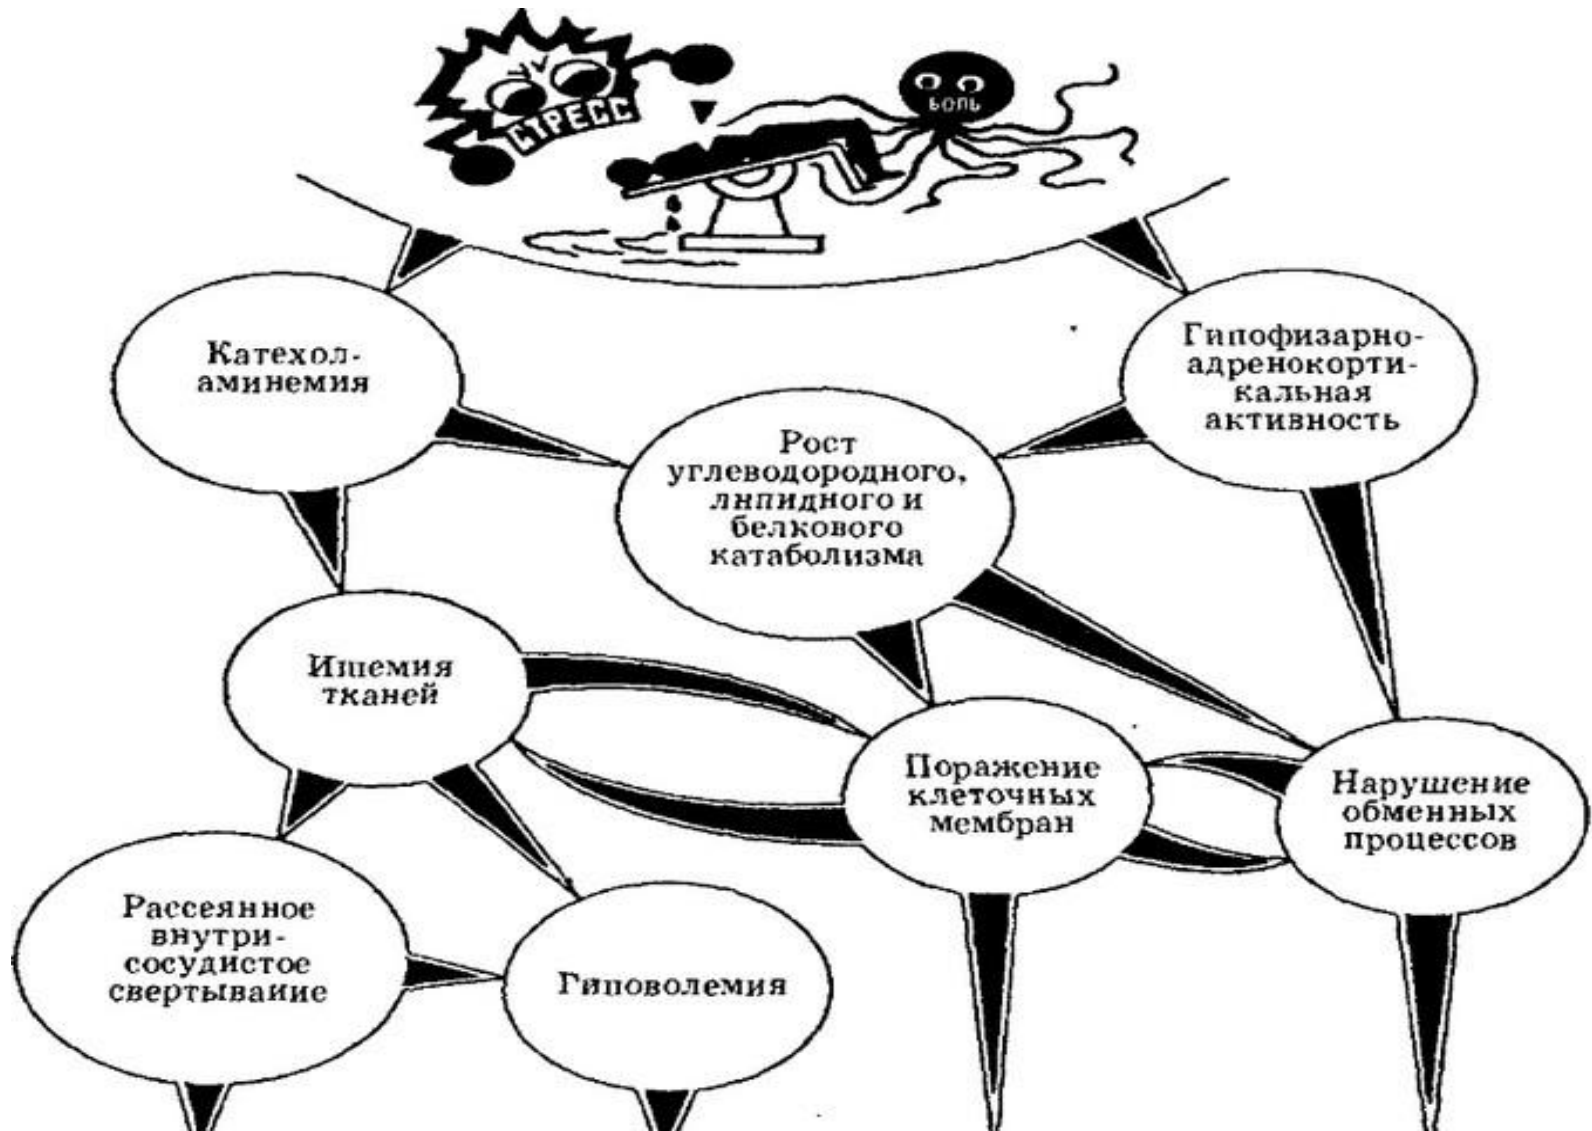 СТРЕСС
БОЛЬ
Катехол-
аминемия
Гипофизарно-
адренокорти-
кальная
активность
Рост
углеводородного,
липидного и
белкового
катаболизма
Ишемия
тканей
Поражение
клеточных
мембран
Нарушение
обменных
процессов
Рассеянное
внутри-
сосудистое
свертывание
Гиповолемия